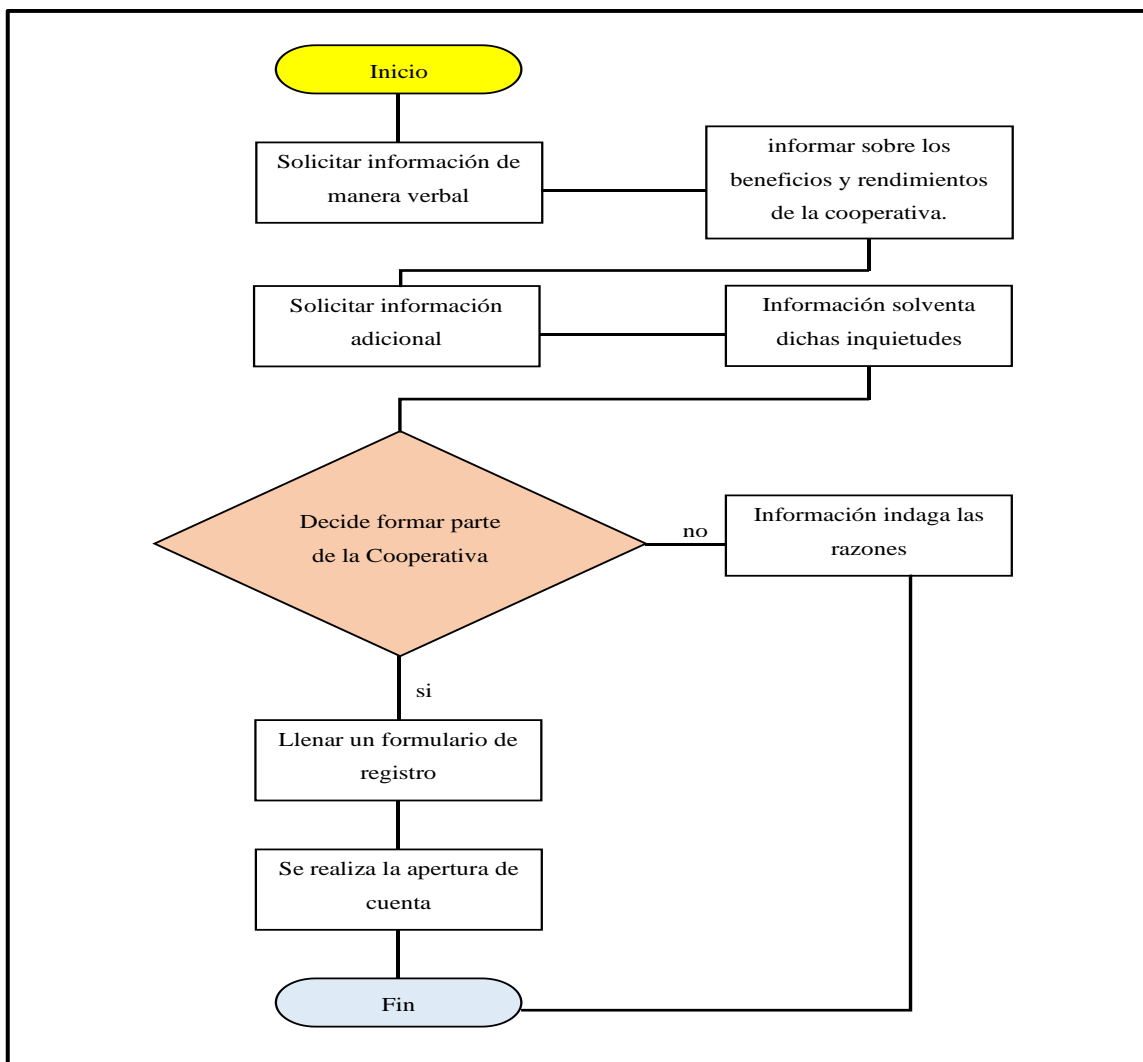 Inicio
Solicitar información de
manera verbal
informar sobre los
beneficios y rendimientos
de la cooperativa.
Solicitar información
adicional
Información solventa
dichas inquietudes
Decide formar parte
de la Cooperativa
no
Información indaga las
razones
si
Llenar un formulario de
registro
Se realiza la apertura de
cuenta
Fin